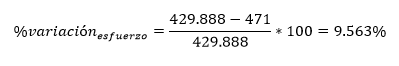 %variación_esfuerzo = (429.888 − 471) / 429.888 * 100 = 9.563%